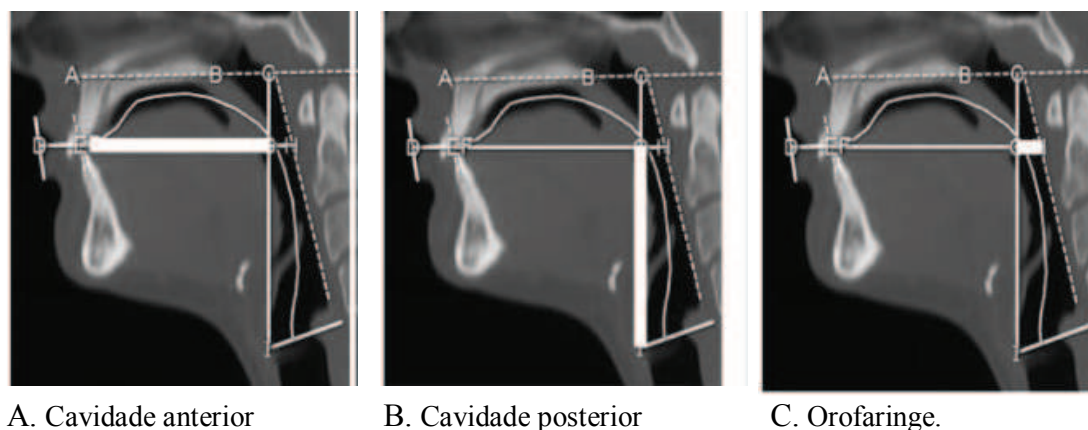 A B C
D E G H
I
A B C
D E F G H
I
A B C
D E F G
I
A. Cavidade anterior
B. Cavidade posterior
C. Orofaringe.